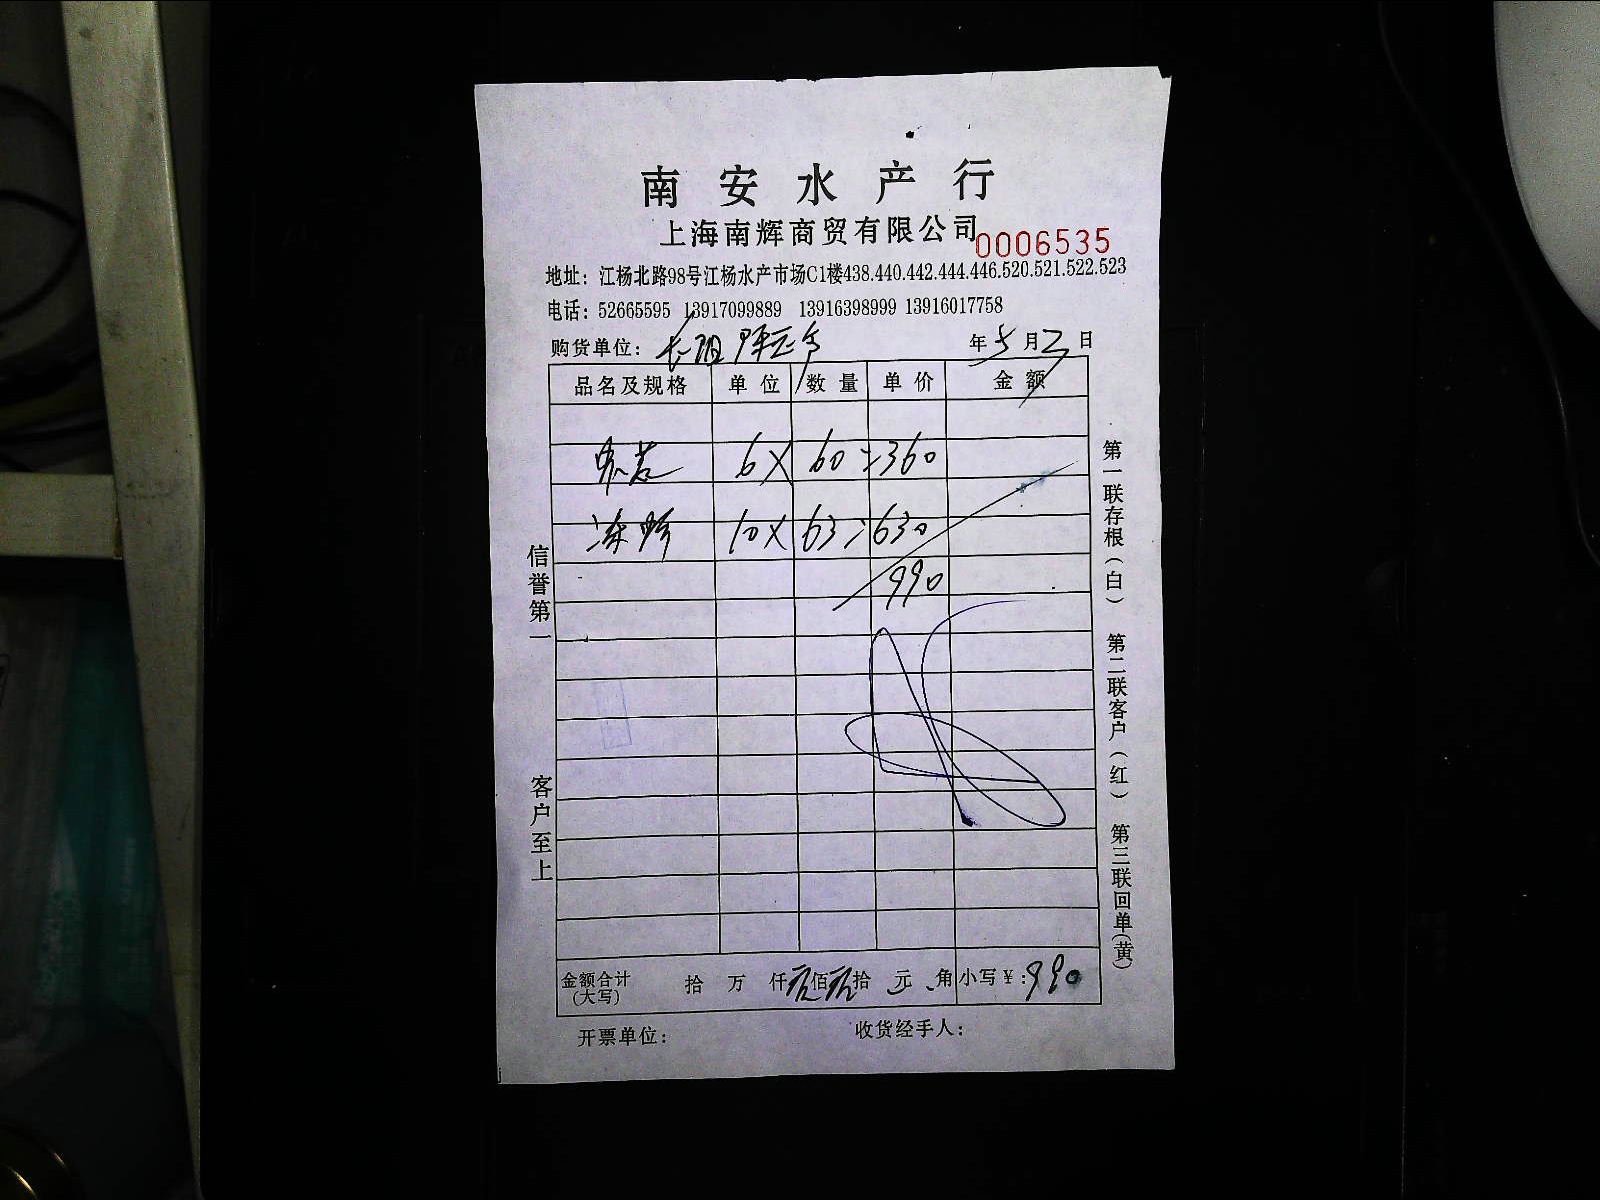 南安水产行
上海南辉商贸有限公司
0006535
地址：江杨北路98号江杨水产市场C1楼438.440.442.444.446.520.521.522.523
电话：52665595 13917099889 13916398999 13916017758
购货单位： 年5月2日
品名及规格 单位 数量 单价 金额
6 X 60 = 360
冻虾 10 X 63 = 630
990
信誉第一 客户至上
第一联存根(白) 第二联客户(红) 第三联回单(黄)
金额合计(大写) 拾 万 仟 玖 佰 玖 拾 元 角 小写￥：990
开票单位： 收货经手人：